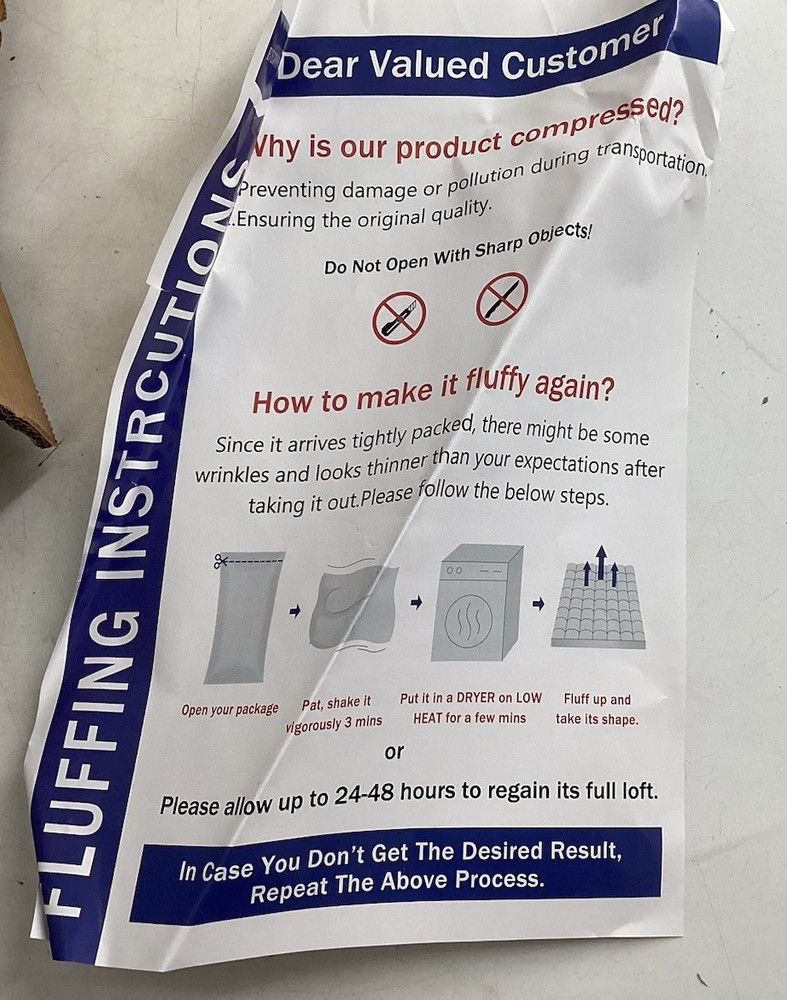 Dear Valued Customer
Why is our product compressed?
Preventing damage or pollution during transportation.
..Ensuring the original quality.
Do Not Open With Sharp Objects!
How to make it fluffy again?
Since it arrives tightly packed, there might be some
wrinkles and looks thinner than your expectations after
taking it out.Please follow the below steps.
Open your package
Pat, shake it
vigorously 3 mins
Put it in a DRYER on LOW
HEAT for a few mins
Fluff up and
take its shape.
or
Please allow up to 24-48 hours to regain its full loft.
In Case You Don't Get The Desired Result,
Repeat The Above Process.
FLUFFING INSTRCUTIONS